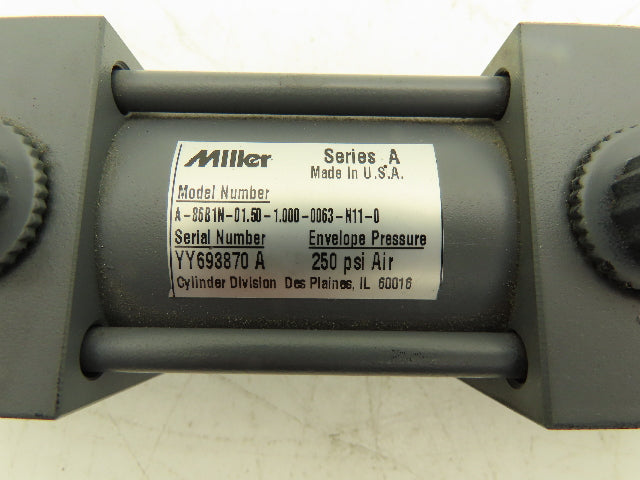 Miller Series A
Made In U.S.A.
Model Number
A-86B1N-01.50-1.000-0063-N11-0
Serial Number Envelope Pressure
YY693870 A 250 psi Air
Cylinder Division Des Plaines, IL 60016